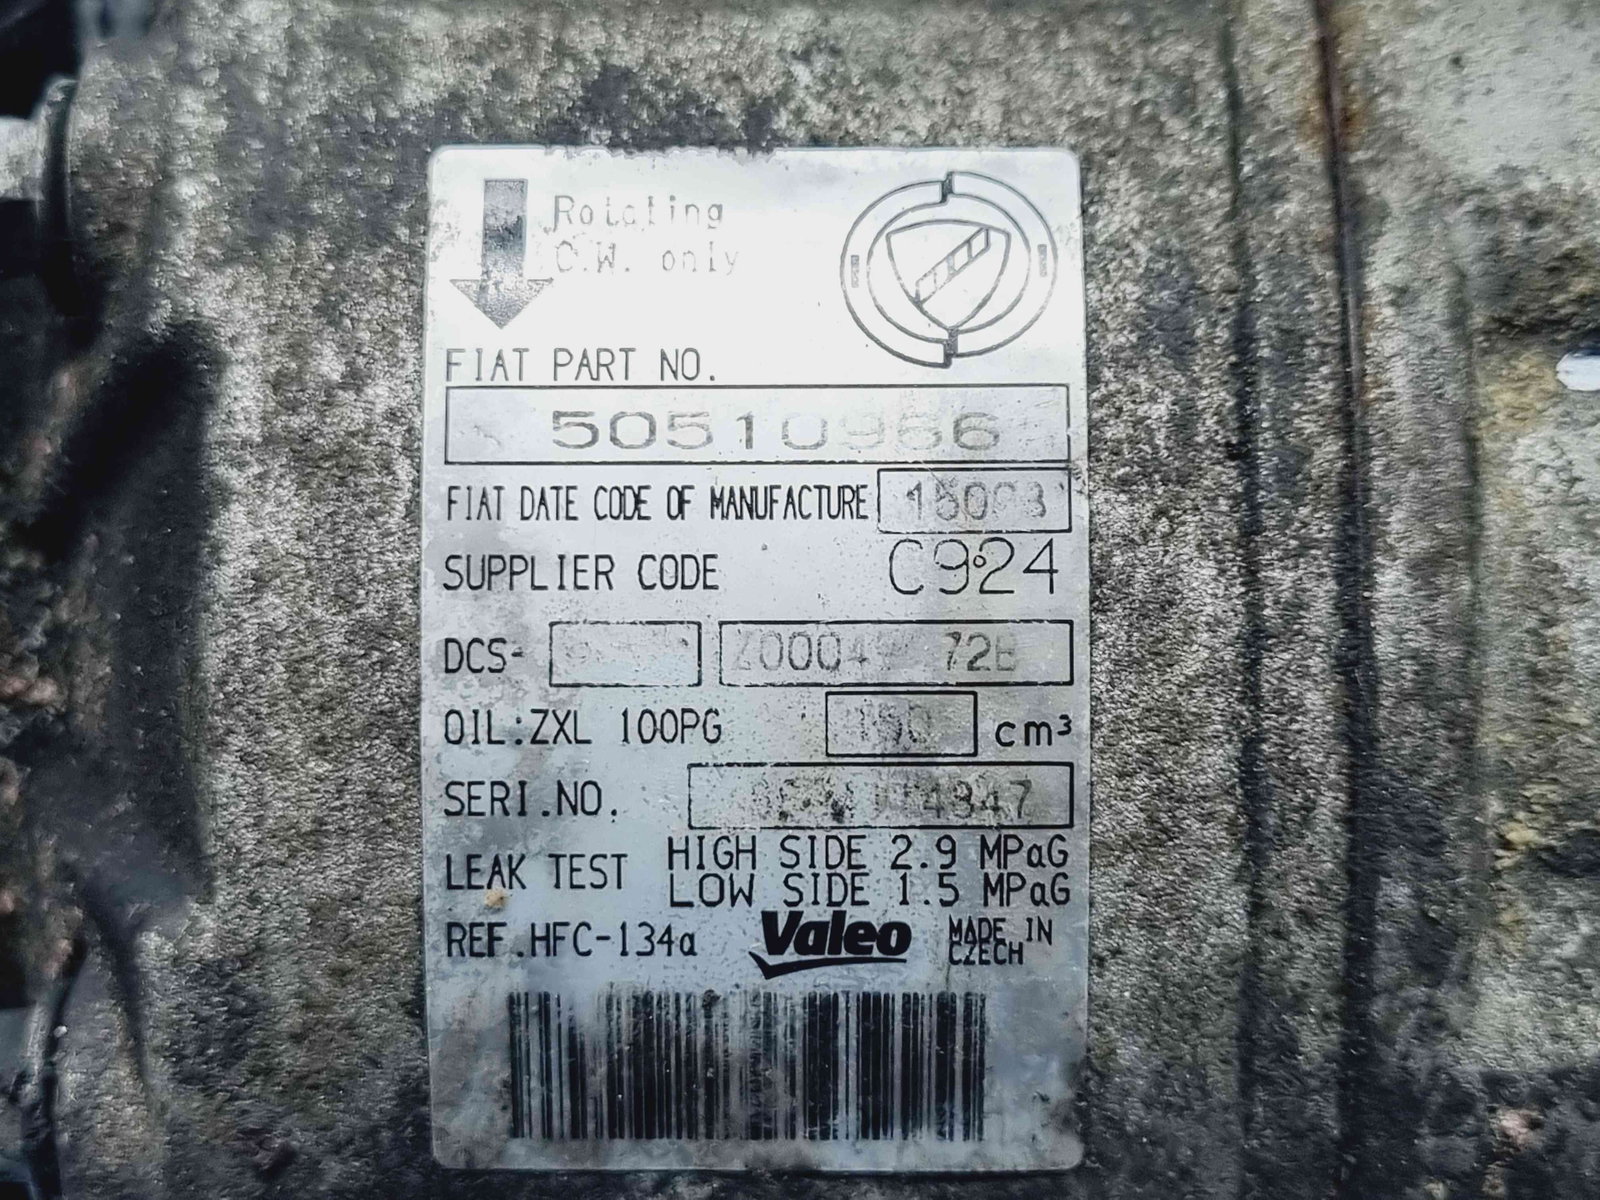 Rotating
C.W. only
FIAT PART NO.
50510966
FIAT DATE CODE OF MANUFACTURE
SUPPLIER CODE C924
DCS-
OIL:ZXL 100PG 150 cm³
SERI.NO.
LEAK TEST HIGH SIDE 2.9 MPaG
LOW SIDE 1.5 MPaG
REF.HFC-134a Valeo MADE IN
CZECH